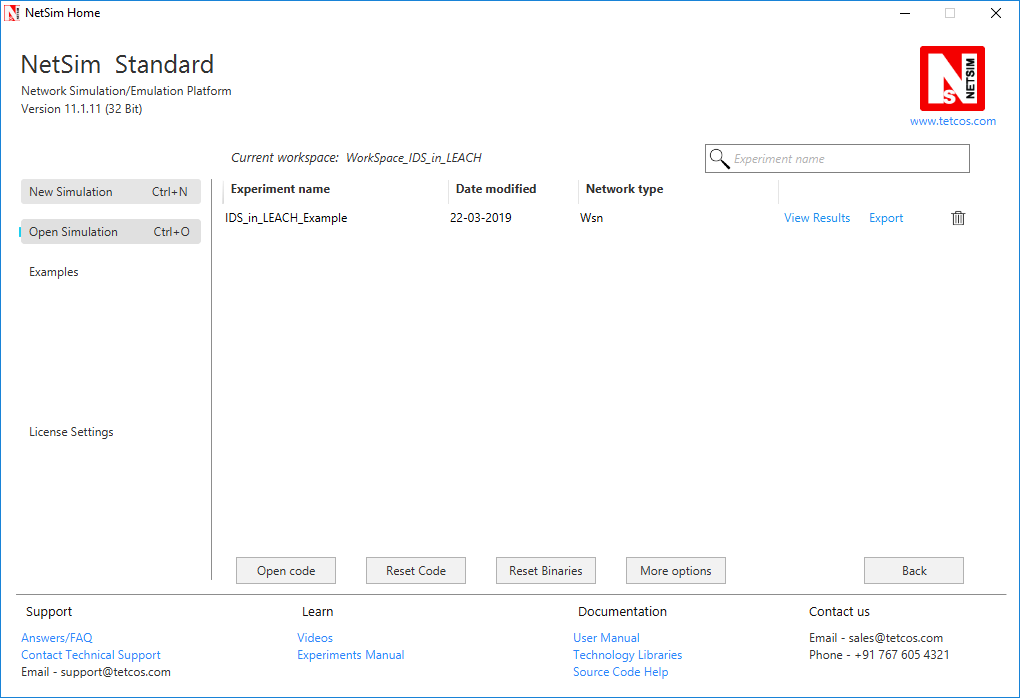 NetSim Home
NetSim Standard
Network Simulation/Emulation Platform
Version 11.1.11 (32 Bit)
NETSIM
www.tetcos.com
Current workspace: WorkSpace_IDS_in_LEACH
Experiment name
New Simulation Ctrl+N
Open Simulation Ctrl+O
Examples
License Settings
Experiment name Date modified Network type
IDS_in_LEACH_Example 22-03-2019 Wsn View Results Export
Open code Reset Code Reset Binaries More options Back
Support Learn Documentation Contact us
Answers/FAQ Videos User Manual Email - sales@tetcos.com
Contact Technical Support Experiments Manual Technology Libraries Phone - +91 767 605 4321
Email - support@tetcos.com Source Code Help